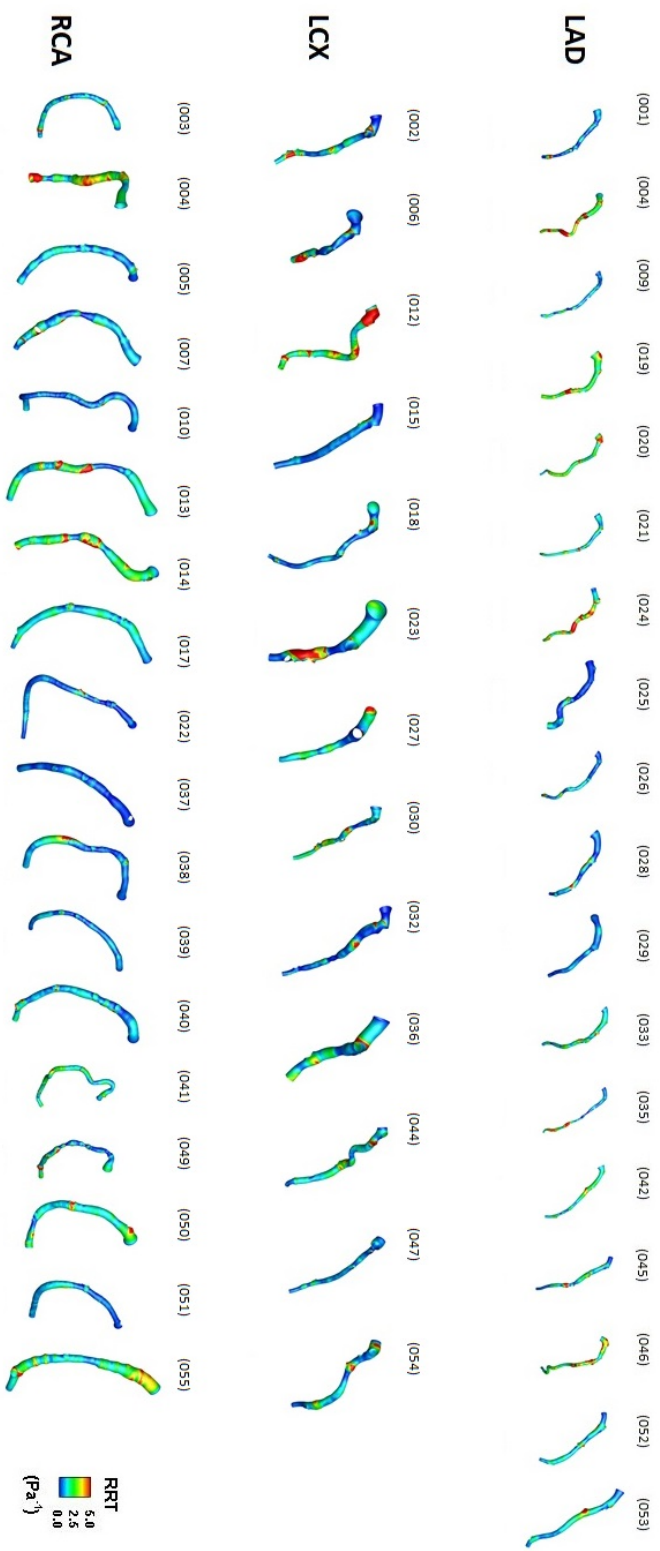 LAD
(001) (004) (009) (019) (020) (021) (024) (025) (026) (028) (029) (033) (035) (042) (045) (046) (052) (053)
LCX
(002) (006) (012) (015) (018) (023) (027) (030) (032) (036) (044) (047) (054)
RCA
(003) (004) (005) (007) (010) (013) (014) (017) (022) (037) (038) (039) (040) (041) (049) (050) (051) (055)
RRT
0.0 2.5 5.0
(Pa⁻¹)